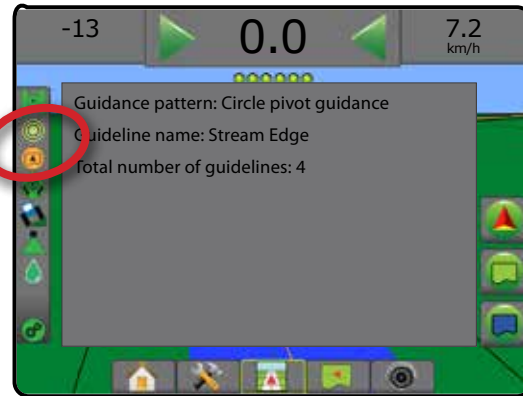 -13
0.0
7.2
km/h
Guidance pattern: Circle pivot guidance
Guideline name: Stream Edge
Total number of guidelines: 4